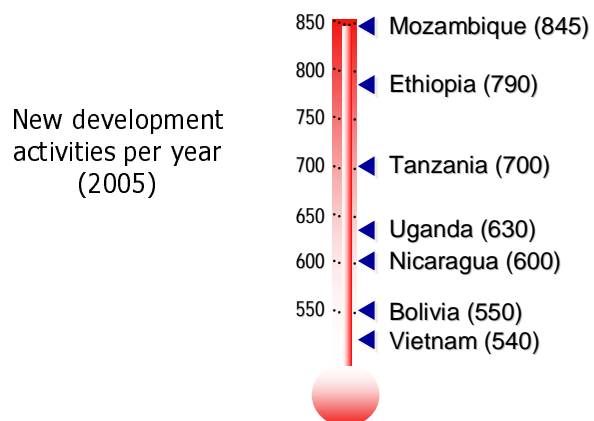 New development
activities per year
(2005)
850
800
750
700
650
600
550
Mozambique (845)
Ethiopia (790)
Tanzania (700)
Uganda (630)
Nicaragua (600)
Bolivia (550)
Vietnam (540)